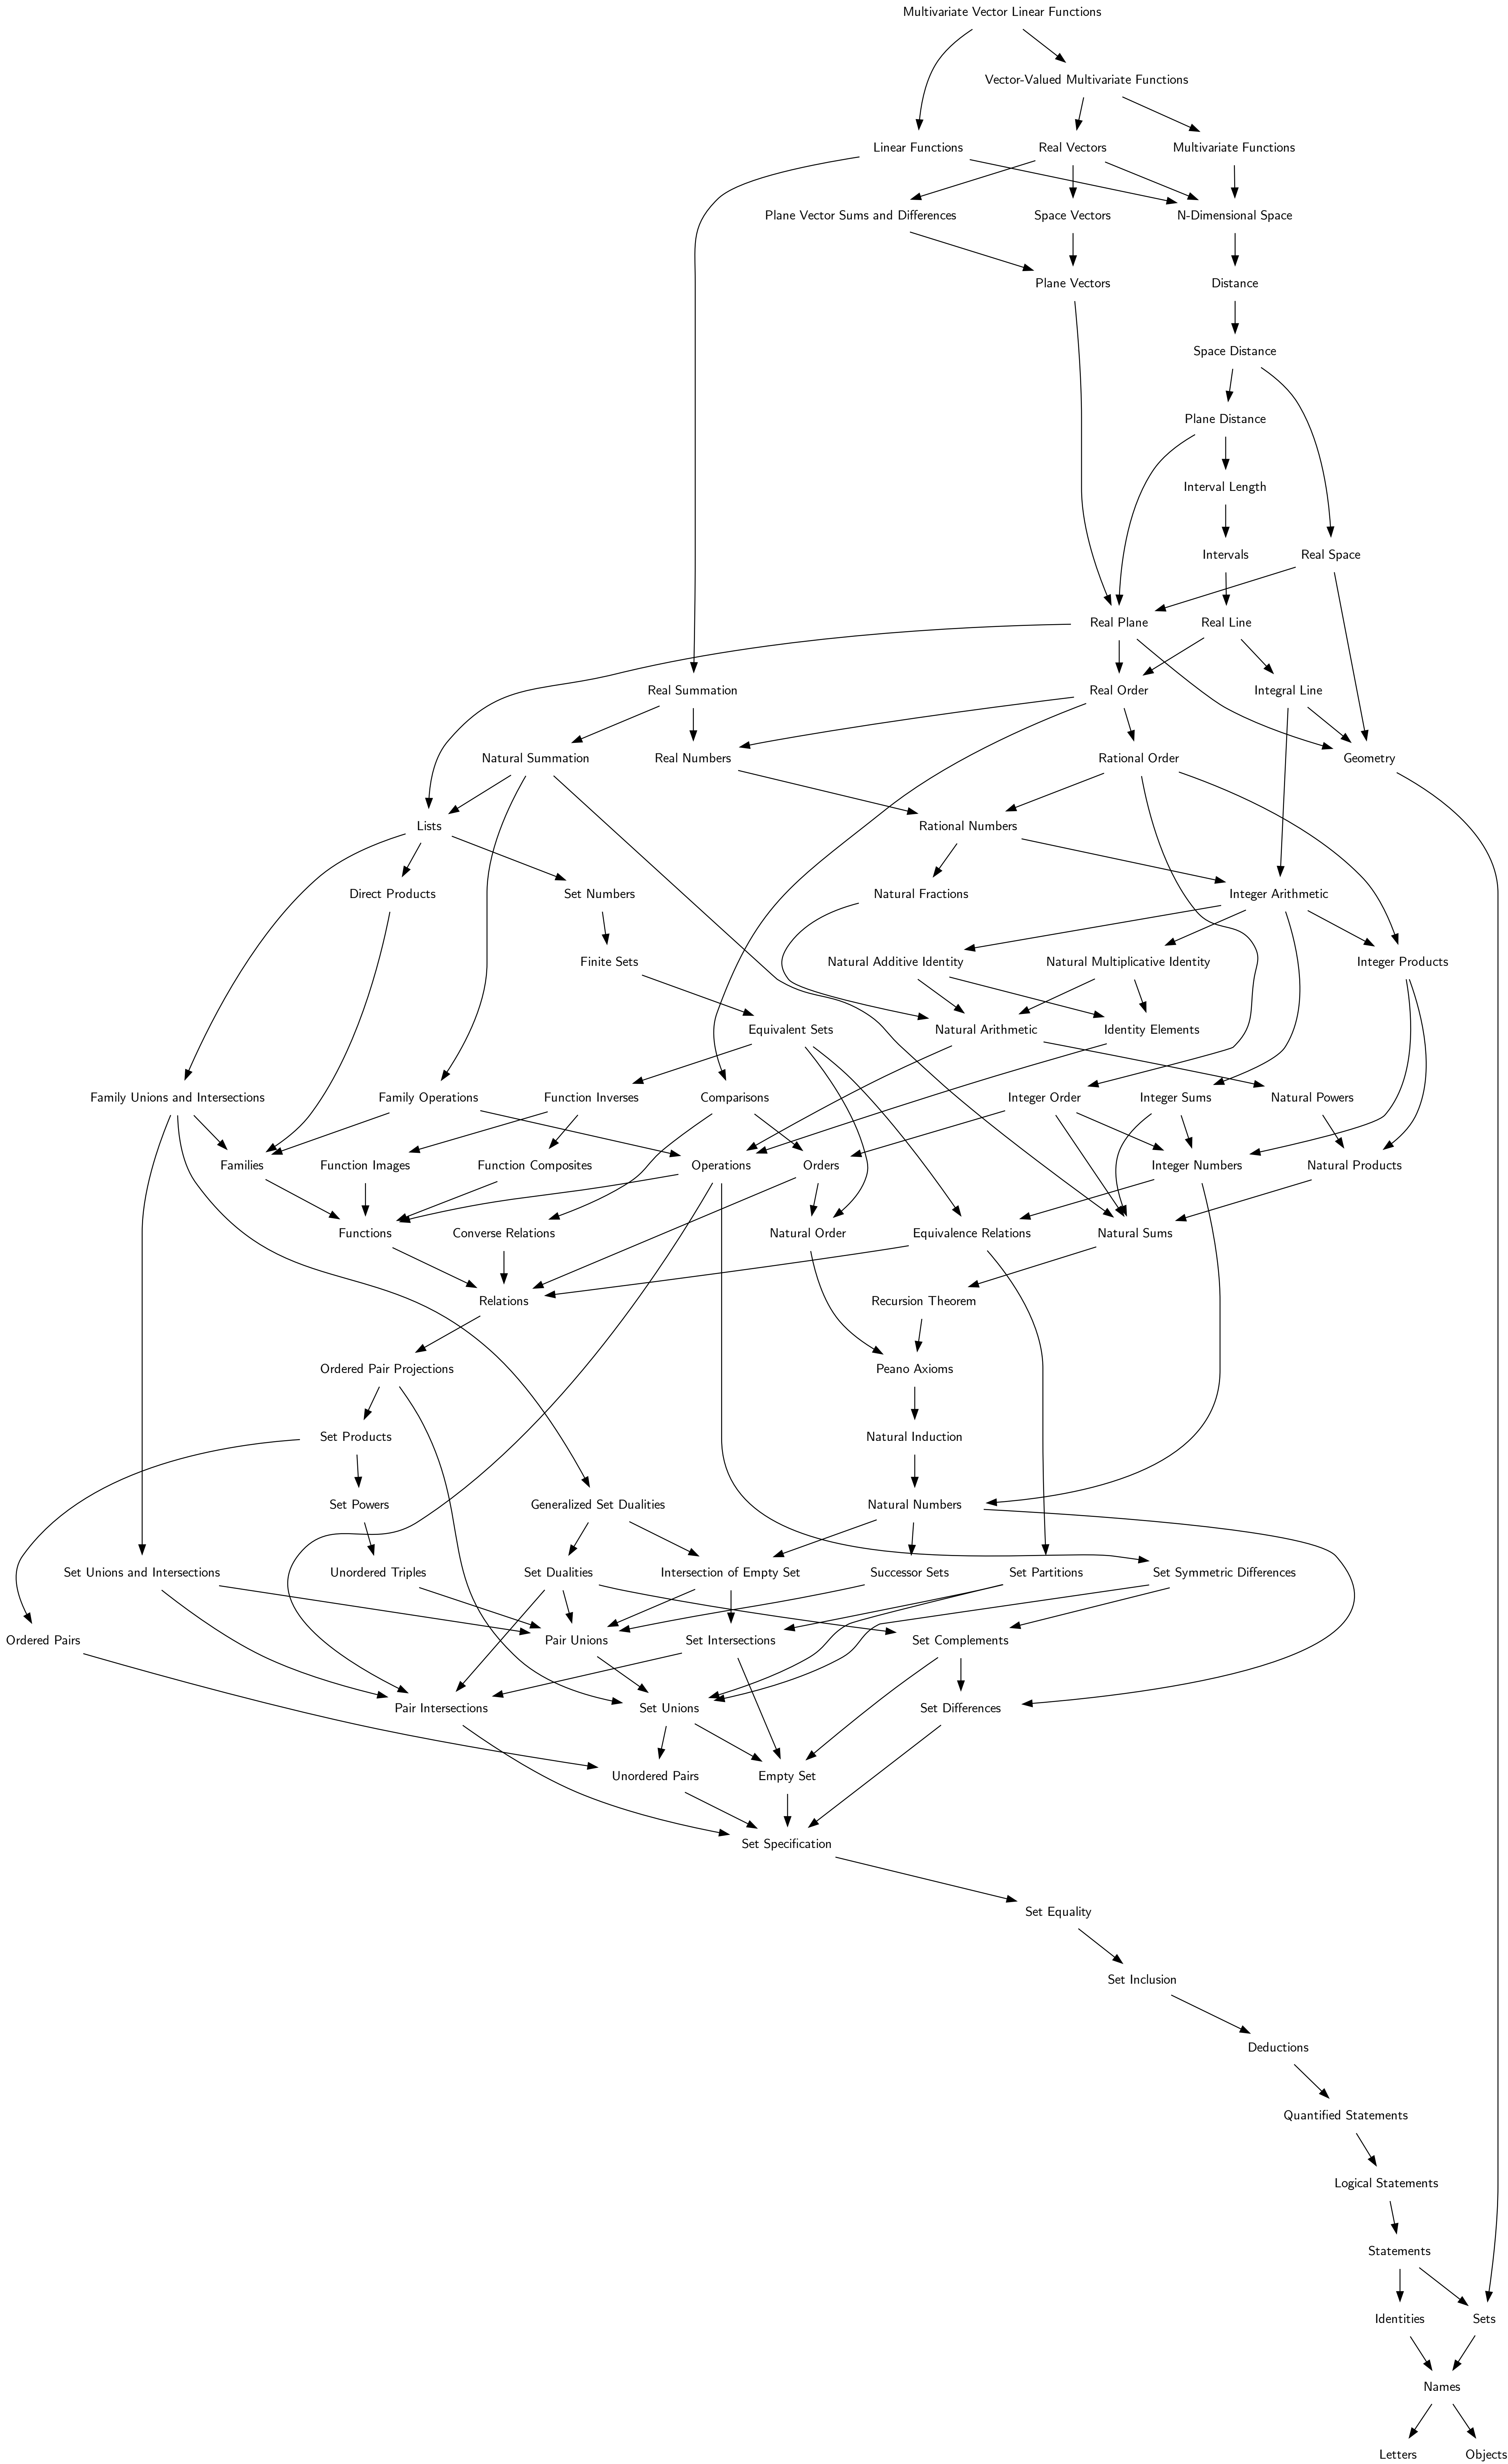 Multivariate Vector Linear Functions
Vector-Valued Multivariate Functions
Linear Functions
Real Vectors
Multivariate Functions
Plane Vector Sums and Differences
Space Vectors
N-Dimensional Space
Plane Vectors
Distance
Space Distance
Plane Distance
Interval Length
Intervals
Real Space
Real Plane
Real Line
Real Summation
Real Order
Integral Line
Natural Summation
Real Numbers
Rational Order
Geometry
Lists
Rational Numbers
Direct Products
Set Numbers
Natural Fractions
Integer Arithmetic
Finite Sets
Natural Additive Identity
Natural Multiplicative Identity
Integer Products
Equivalent Sets
Natural Arithmetic
Identity Elements
Family Unions and Intersections
Family Operations
Function Inverses
Comparisons
Integer Order
Integer Sums
Natural Powers
Families
Function Images
Function Composites
Operations
Orders
Integer Numbers
Natural Products
Functions
Converse Relations
Natural Order
Equivalence Relations
Natural Sums
Relations
Recursion Theorem
Ordered Pair Projections
Peano Axioms
Set Products
Natural Induction
Set Powers
Generalized Set Dualities
Natural Numbers
Set Unions and Intersections
Unordered Triples
Set Dualities
Intersection of Empty Set
Successor Sets
Set Partitions
Set Symmetric Differences
Ordered Pairs
Pair Unions
Set Intersections
Set Complements
Pair Intersections
Set Unions
Set Differences
Unordered Pairs
Empty Set
Set Specification
Set Equality
Set Inclusion
Deductions
Quantified Statements
Logical Statements
Statements
Identities
Sets
Names
Letters
Objects